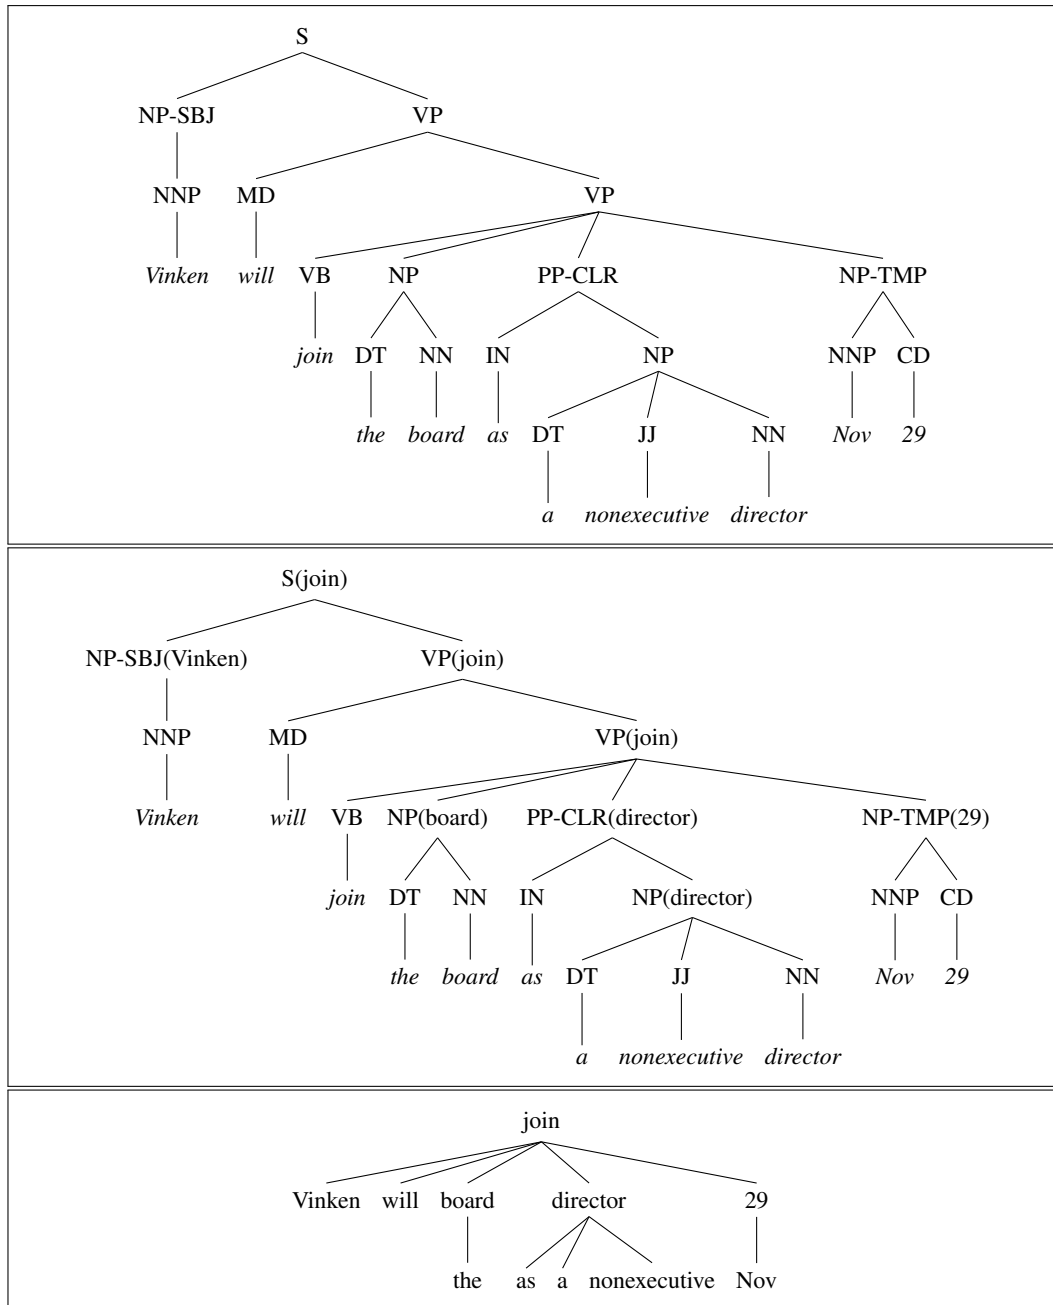 S
NP-SBJ VP
NNP MD VP
Vinken will VB NP PP-CLR NP-TMP
join DT NN IN NP NNP CD
the board as DT JJ NN Nov 29
a nonexecutive director
S(join)
NP-SBJ(Vinken) VP(join)
NNP MD VP(join)
Vinken will VB NP(board) PP-CLR(director) NP-TMP(29)
join DT NN IN NP(director) NNP CD
the board as DT JJ NN Nov 29
a nonexecutive director
join
Vinken will board director 29
the as a nonexecutive Nov